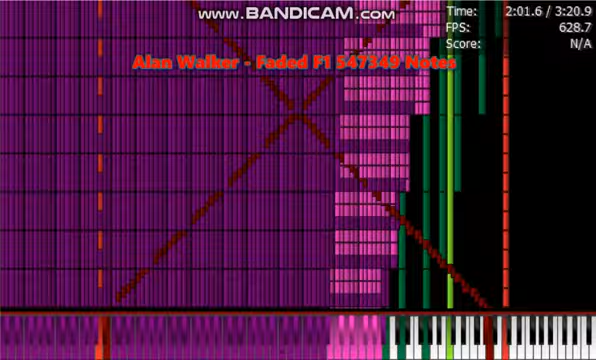 www.BANDICAM.com
Time: 2:01.6 / 3:20.9
FPS: 628.7
Score: N/A
Alan Walker - Faded F1 547349 Notes